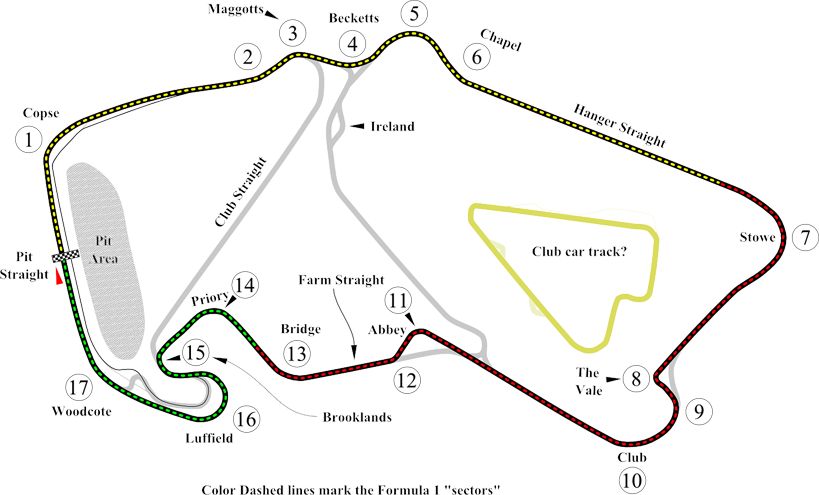 Maggotts
3
Becketts
4
5
Chapel
6
2
Copse
1
Hanger Straight
Ireland
Club Straight
Pit
Straight
Pit
Area
Stowe
7
Club car track?
Farm Straight
Priory
14
11
Abbey
Bridge
13
15
12
The
Vale
8
9
17
Woodcote
16
Brooklands
Luffield
Club
10
Color Dashed lines mark the Formula 1 "sectors"